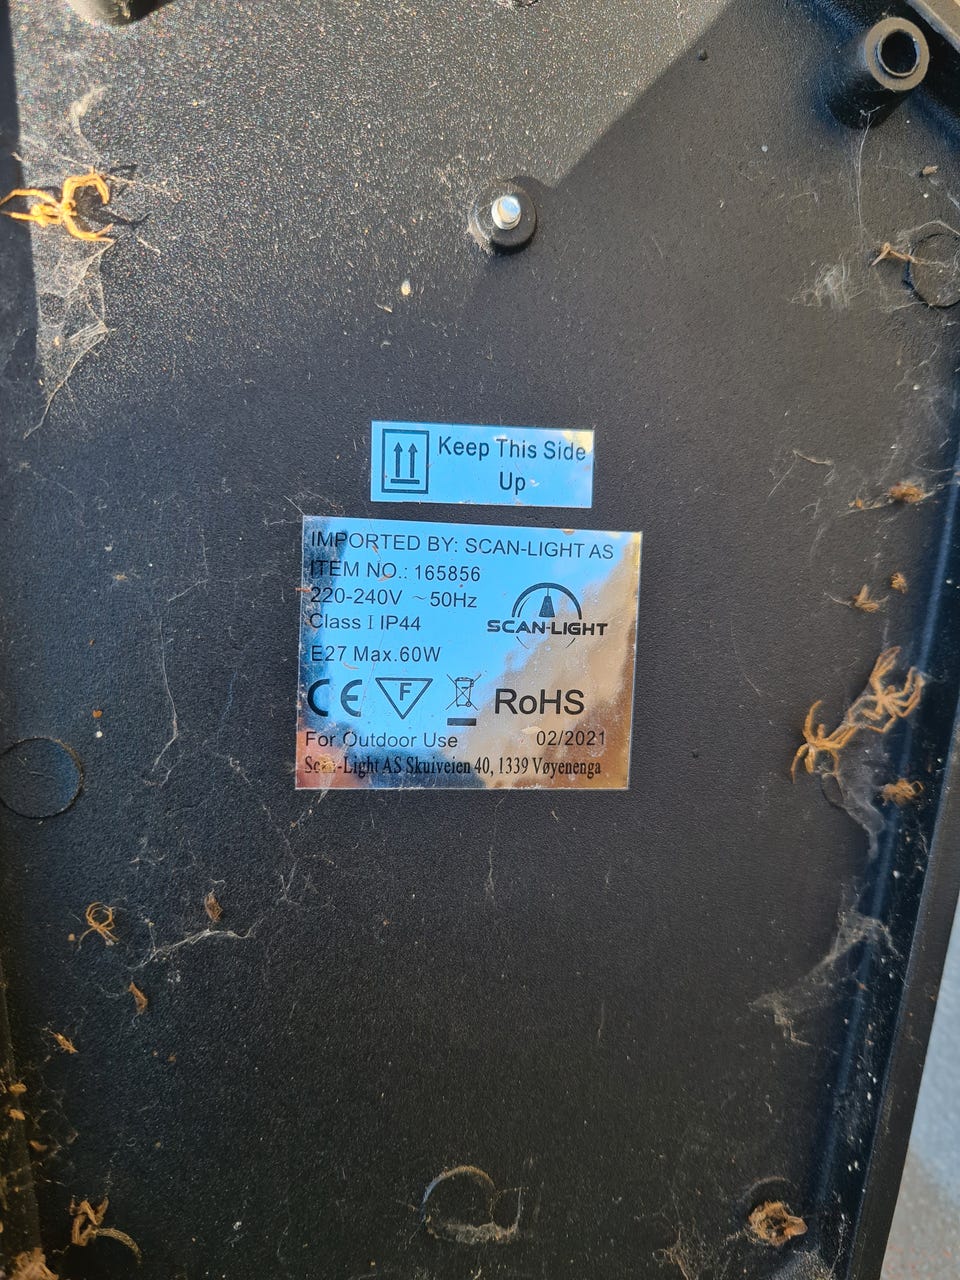 Keep This Side
Up
IMPORTED BY: SCAN-LIGHT AS
ITEM NO.: 165856
220-240V ~50Hz
Class I IP44
SCAN-LIGHT
E27 Max.60W
CE F RoHS
For Outdoor Use 02/2021
Scan-Light AS Skuiveien 40, 1339 Vøyenenga